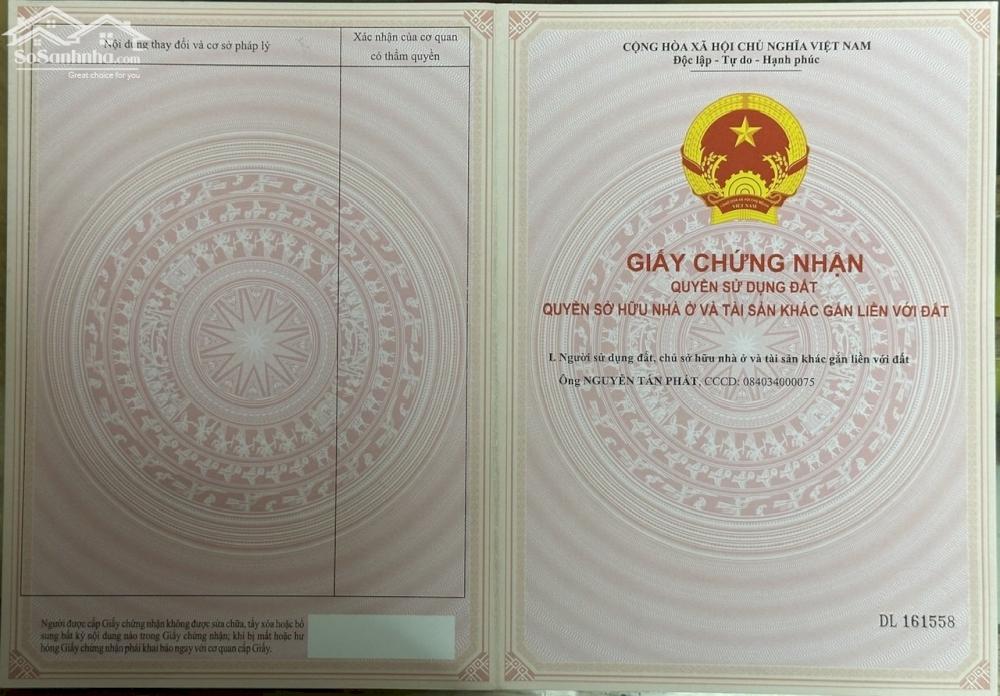 SoSanhnha.com
Great choice for you
Nội dung thay đổi và cơ sở pháp lý
Xác nhận của cơ quan
có thẩm quyền
Người được cấp Giấy chứng nhận không được sửa chữa, tẩy xóa hoặc bổ
sung bất kỳ nội dung nào trong Giấy chứng nhận; khi bị mất hoặc hư
hỏng Giấy chứng nhận phải khai báo ngay với cơ quan cấp Giấy.
CỘNG HÒA XÃ HỘI CHỦ NGHĨA VIỆT NAM
Độc lập - Tự do - Hạnh phúc
VIỆT NAM
GIẤY CHỨNG NHẬN
QUYỀN SỬ DỤNG ĐẤT
QUYỀN SỞ HỮU NHÀ Ở VÀ TÀI SẢN KHÁC GẮN LIỀN VỚI ĐẤT
I. Người sử dụng đất, chủ sở hữu nhà ở và tài sản khác gắn liền với đất
Ông NGUYỄN TẤN PHÁT, CCCD: 084034000075
DL 161558